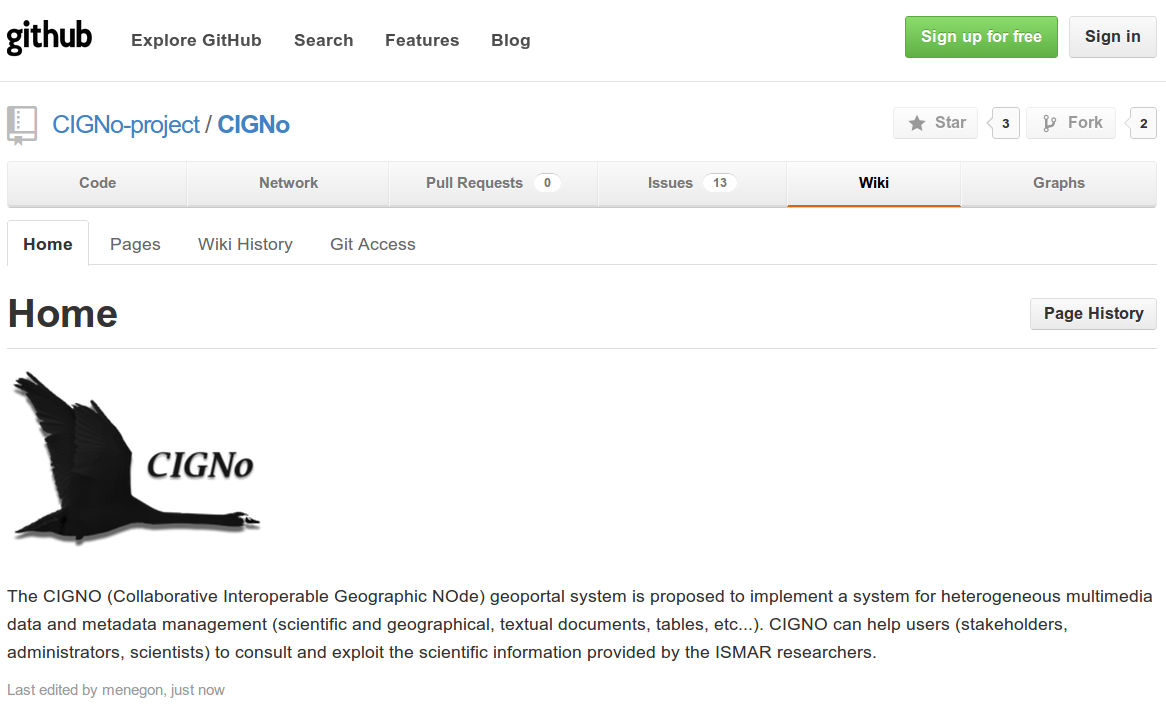 github Explore GitHub Search Features Blog Sign up for free Sign in
CIGNo-project / CIGNo Star 3 Fork 2
Code Network Pull Requests 0 Issues 13 Wiki Graphs
Home Pages Wiki History Git Access
Home Page History
CIGNo
The CIGNO (Collaborative Interoperable Geographic NOde) geoportal system is proposed to implement a system for heterogeneous multimedia
data and metadata management (scientific and geographical, textual documents, tables, etc...). CIGNO can help users (stakeholders,
administrators, scientists) to consult and exploit the scientific information provided by the ISMAR researchers.
Last edited by menegon, just now